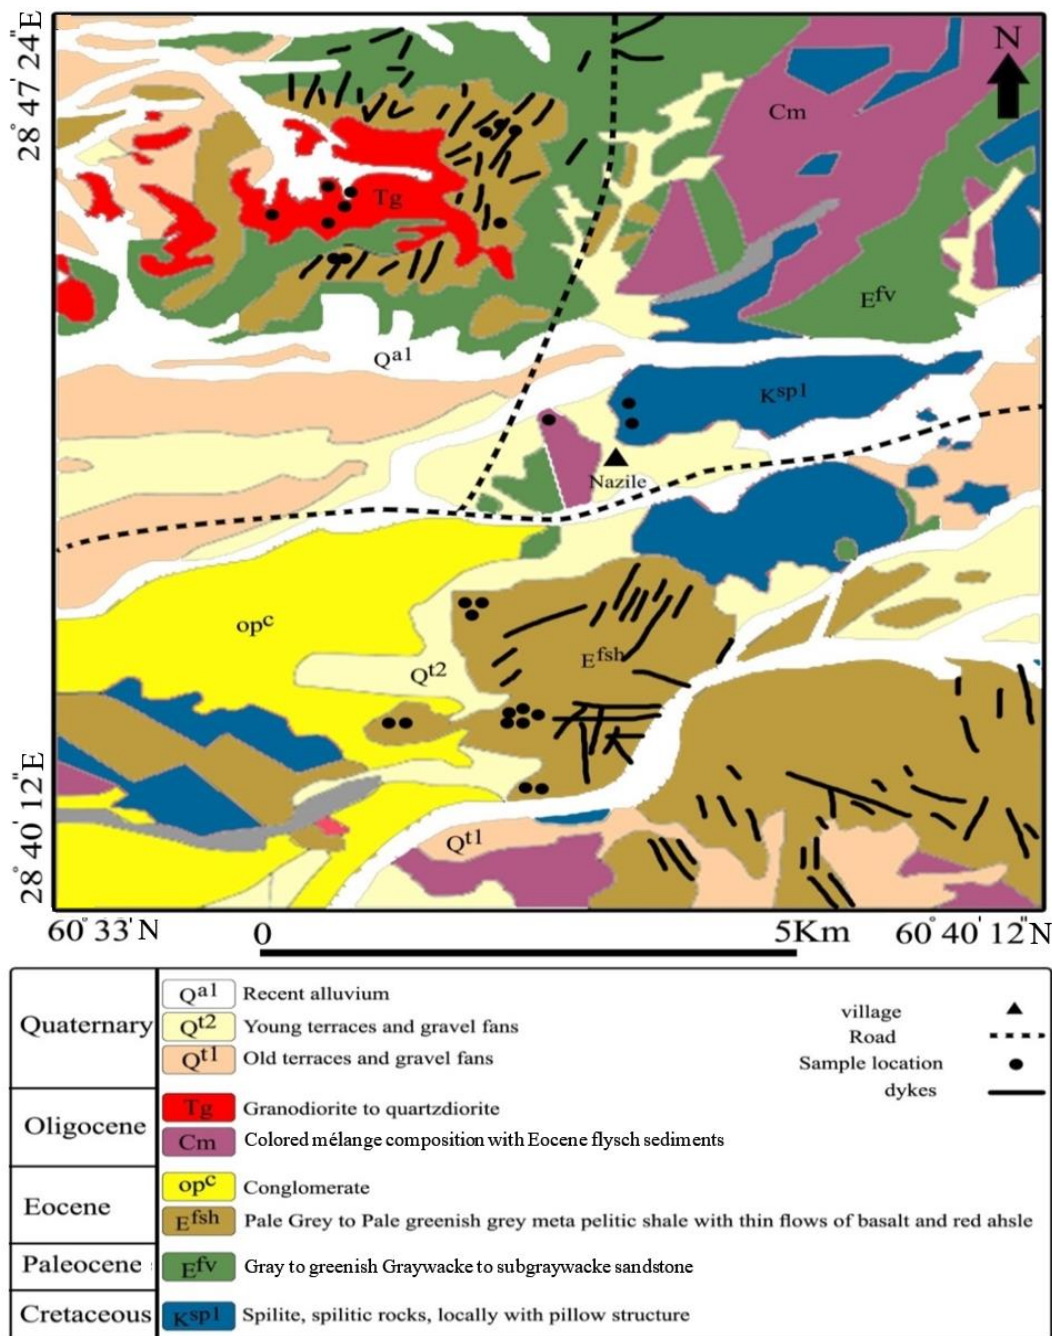 28° 47' 24" E
N
Cm
Tg
Efv
Qal
Kspl
Nazile
opc
Efsh
Qt2
28° 40' 12" E
Qt1
60° 33' N
0
5Km
60° 40' 12" N
Quaternary
Qal Recent alluvium
Qt2 Young terraces and gravel fans
Qt1 Old terraces and gravel fans
village
Road
Sample location
dykes
Oligocene
Tg Granodiorite to quartzdiorite
Cm Colored mélange composition with Eocene flysch sediments
Eocene
opc Conglomerate
Efsh Pale Grey to Pale greenish grey meta pelitic shale with thin flows of basalt and red ahsle
Paleocene
Efv Gray to greenish Graywacke to subgraywacke sandstone
Cretaceous
Kspl Spilite, spilitic rocks, locally with pillow structure